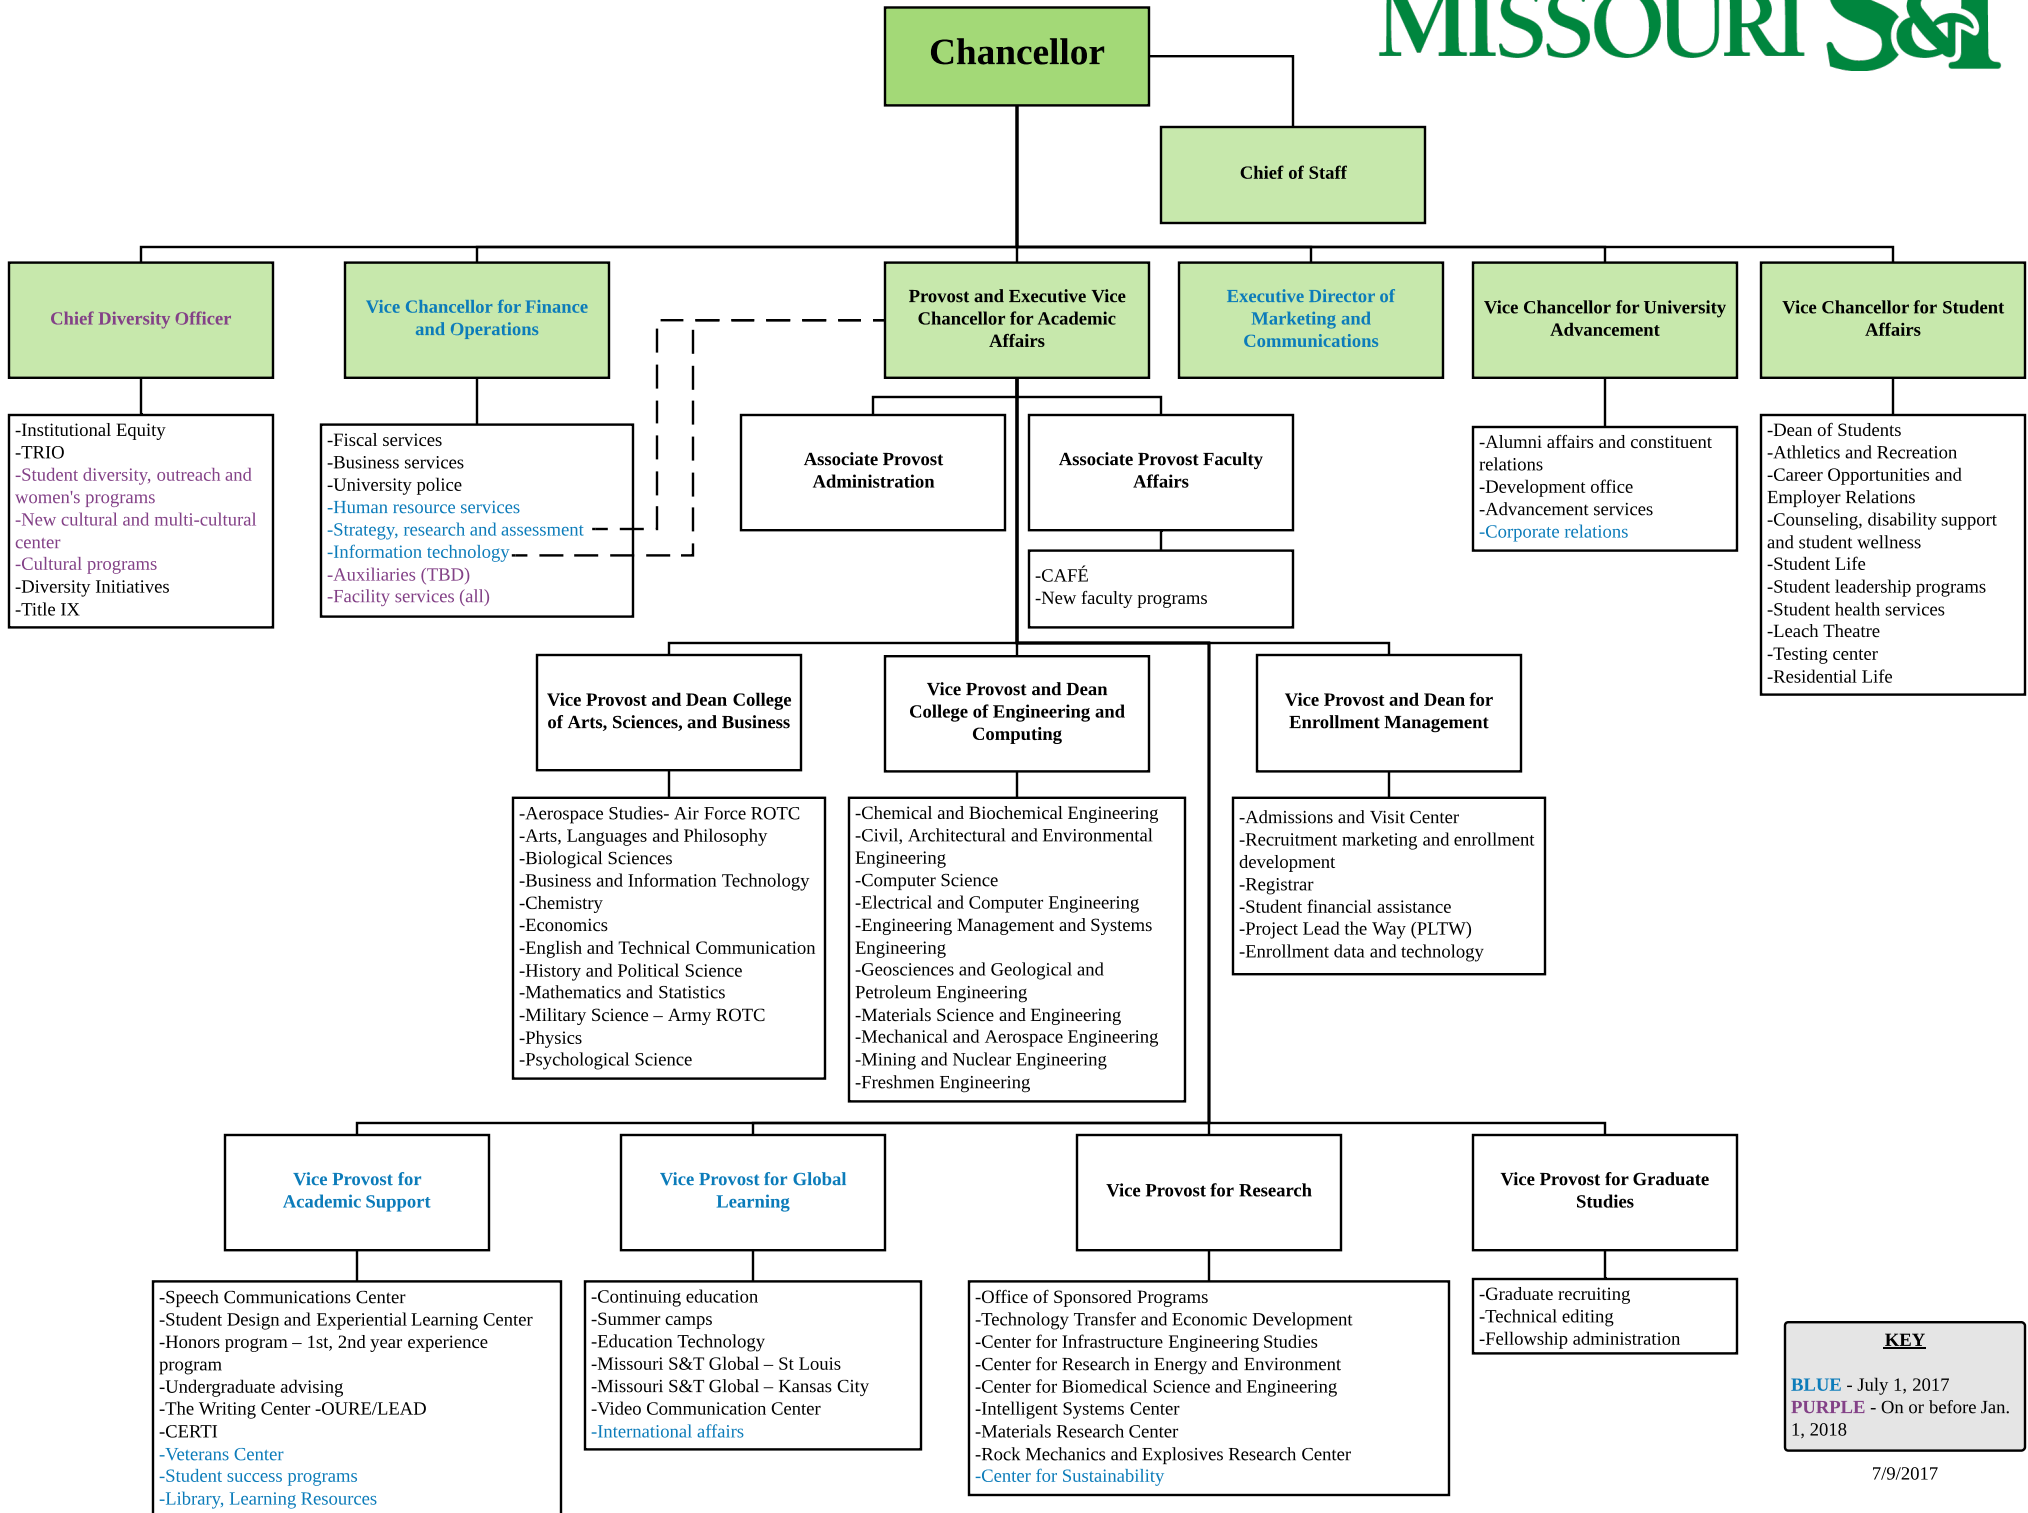 MISSOURI S&T
Chancellor
Chief of Staff
Chief Diversity Officer
Vice Chancellor for Finance
and Operations
Provost and Executive Vice
Chancellor for Academic
Affairs
Executive Director of
Marketing and
Communications
Vice Chancellor for University
Advancement
Vice Chancellor for Student
Affairs
-Institutional Equity
-TRIO
-Student diversity, outreach and
women's programs
-New cultural and multi-cultural
center
-Cultural programs
-Diversity Initiatives
-Title IX
-Fiscal services
-Business services
-University police
-Human resource services
-Strategy, research and assessment
-Information technology
-Auxiliaries (TBD)
-Facility services (all)
Associate Provost
Administration
Associate Provost Faculty
Affairs
-CAFÉ
-New faculty programs
-Alumni affairs and constituent
relations
-Development office
-Advancement services
-Corporate relations
-Dean of Students
-Athletics and Recreation
-Career Opportunities and
Employer Relations
-Counseling, disability support
and student wellness
-Student Life
-Student leadership programs
-Student health services
-Leach Theatre
-Testing center
-Residential Life
Vice Provost and Dean College
of Arts, Sciences, and Business
Vice Provost and Dean
College of Engineering and
Computing
Vice Provost and Dean for
Enrollment Management
-Aerospace Studies- Air Force ROTC
-Arts, Languages and Philosophy
-Biological Sciences
-Business and Information Technology
-Chemistry
-Economics
-English and Technical Communication
-History and Political Science
-Mathematics and Statistics
-Military Science – Army ROTC
-Physics
-Psychological Science
-Chemical and Biochemical Engineering
-Civil, Architectural and Environmental
Engineering
-Computer Science
-Electrical and Computer Engineering
-Engineering Management and Systems
Engineering
-Geosciences and Geological and
Petroleum Engineering
-Materials Science and Engineering
-Mechanical and Aerospace Engineering
-Mining and Nuclear Engineering
-Freshmen Engineering
-Admissions and Visit Center
-Recruitment marketing and enrollment
development
-Registrar
-Student financial assistance
-Project Lead the Way (PLTW)
-Enrollment data and technology
Vice Provost for
Academic Support
Vice Provost for Global
Learning
Vice Provost for Research
Vice Provost for Graduate
Studies
-Speech Communications Center
-Student Design and Experiential Learning Center
-Honors program – 1st, 2nd year experience
program
-Undergraduate advising
-The Writing Center -OURE/LEAD
-CERTI
-Veterans Center
-Student success programs
-Library, Learning Resources
-Continuing education
-Summer camps
-Education Technology
-Missouri S&T Global – St Louis
-Missouri S&T Global – Kansas City
-Video Communication Center
-International affairs
-Office of Sponsored Programs
-Technology Transfer and Economic Development
-Center for Infrastructure Engineering Studies
-Center for Research in Energy and Environment
-Center for Biomedical Science and Engineering
-Intelligent Systems Center
-Materials Research Center
-Rock Mechanics and Explosives Research Center
-Center for Sustainability
-Graduate recruiting
-Technical editing
-Fellowship administration
KEY
BLUE - July 1, 2017
PURPLE - On or before Jan.
1, 2018
7/9/2017